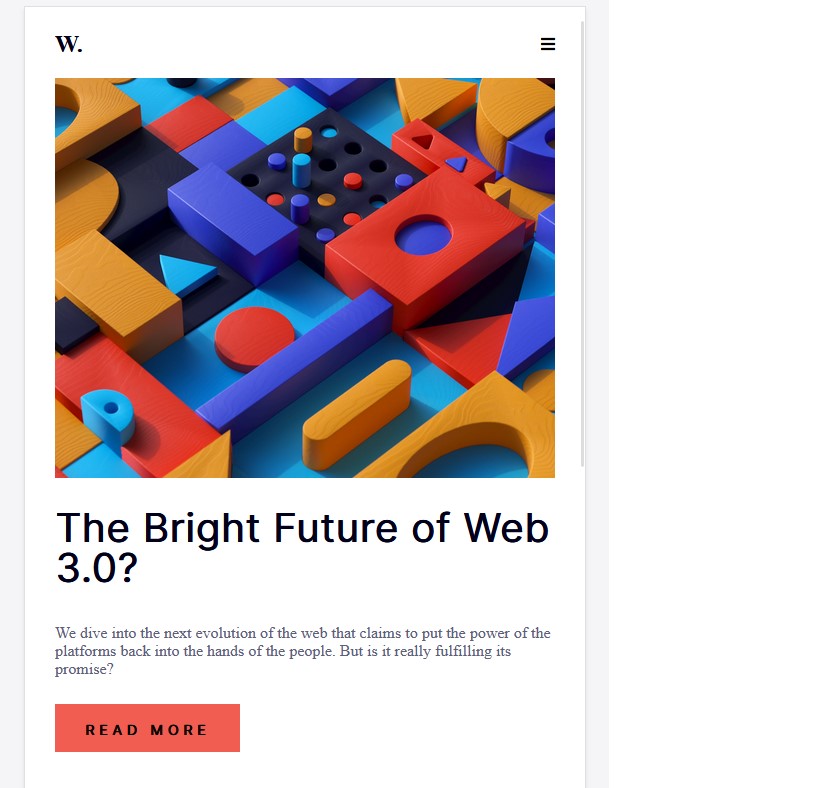 W.
The Bright Future of Web
3.0?
We dive into the next evolution of the web that claims to put the power of the
platforms back into the hands of the people. But is it really fulfilling its
promise?
READ MORE